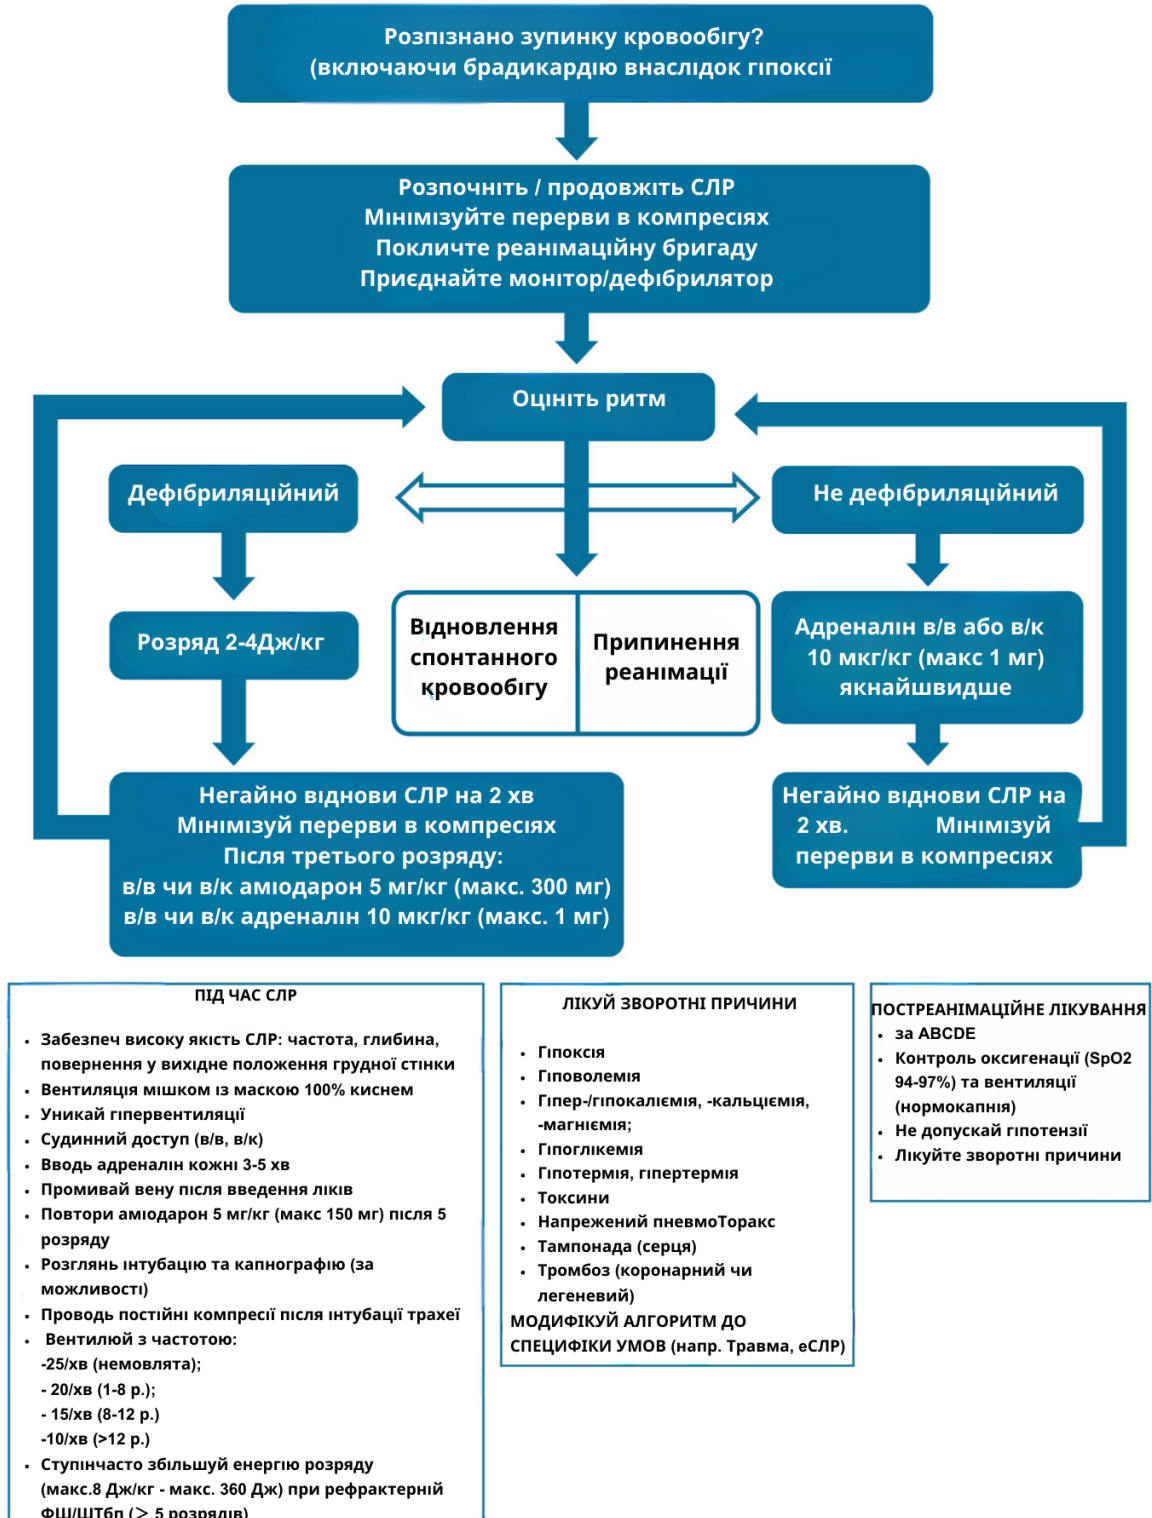 Розпізнано зупинку кровообігу?
(включаючи брадикардію внаслідок гіпоксії
Розпочніть / продовжіть СЛР
Мінімізуйте перерви в компресіях
Покличте реанімаційну бригаду
Приєднайте монітор/дефібрилятор
Оцініть ритм
Дефібриляційний
Не дефібриляційний
Розряд 2-4Дж/кг
Відновлення
спонтанного
кровообігу
Припинення
реанімації
Адреналін в/в або в/к
10 мкг/кг (макс 1 мг)
якнайшвидше
Негайно віднови СЛР на 2 хв
Мінімізуй перерви в компресіях
Після третього розряду:
в/в чи в/к аміодарон 5 мг/кг (макс. 300 мг)
в/в чи в/к адреналін 10 мкг/кг (макс. 1 мг)
Негайно віднови СЛР на
2 хв. Мінімізуй
перерви в компресіях
ПІД ЧАС СЛР
• Забезпеч високу якість СЛР: частота, глибина,
повернення у вихідне положення грудної стінки
• Вентиляція мішком із маскою 100% киснем
• Уникай гіпервентиляції
• Судинний доступ (в/в, в/к)
• Вводь адреналін кожні 3-5 хв
• Промивай вену після введення ліків
• Повтори аміодарон 5 мг/кг (макс 150 мг) після 5
розряду
• Розглянь інтубацію та капнографію (за
можливості)
• Проводь постійні компресії після інтубації трахеї
• Вентилюй з частотою:
-25/хв (немовлята);
- 20/хв (1-8 р.);
- 15/хв (8-12 р.)
-10/хв (>12 р.)
• Ступінчасто збільшуй енергію розряду
(макс.8 Дж/кг - макс. 360 Дж) при рефрактерній
ФШ/ШТбп (> 5 розрядів)
ЛІКУЙ ЗВОРОТНІ ПРИЧИНИ
• Гіпоксія
• Гіповолемія
• Гіпер-/гіпокаліємія, -кальціємія,
-магніємія;
• Гіпоглікемія
• Гіпотермія, гіпертермія
• Токсини
• Напрежений пневмоТоракс
• Тампонада (серця)
• Тромбоз (коронарний чи
легеневий)
МОДИФІКУЙ АЛГОРИТМ ДО
СПЕЦИФІКИ УМОВ (напр. Травма, еСЛР)
ПОСТРЕАНІМАЦІЙНЕ ЛІКУВАННЯ
• за ABCDE
• Контроль оксигенації (SpO2
94-97%) та вентиляції
(нормокапнія)
• Не допускай гіпотензії
• Лікуйте зворотні причини